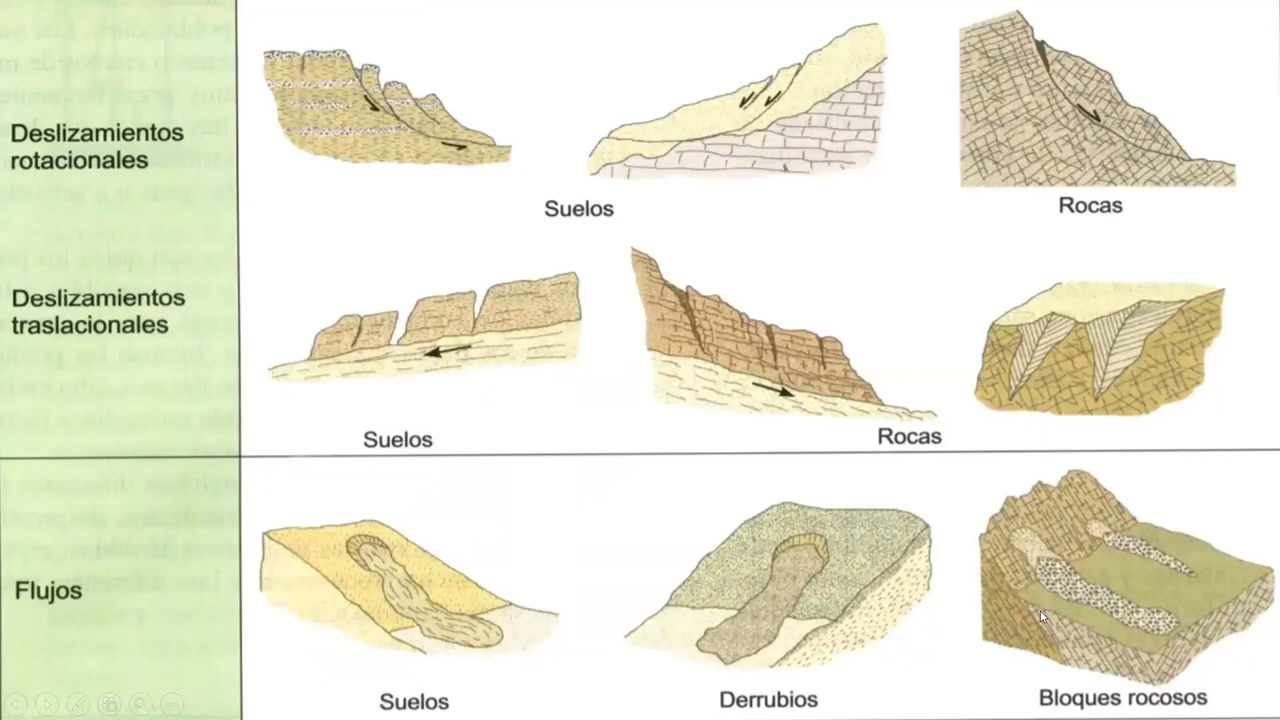 Deslizamientos
rotacionales
Suelos
Rocas
Deslizamientos
traslacionales
Suelos
Rocas
Flujos
Suelos
Derrubios
Bloques rocosos